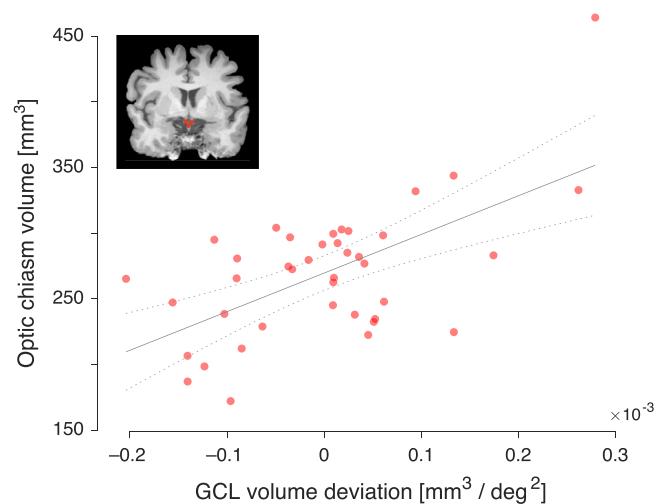 450
350
250
150
Optic chiasm volume [mm³]
×10⁻³
−0.2 −0.1 0 0.1 0.2 0.3
GCL volume deviation [mm³ / deg²]